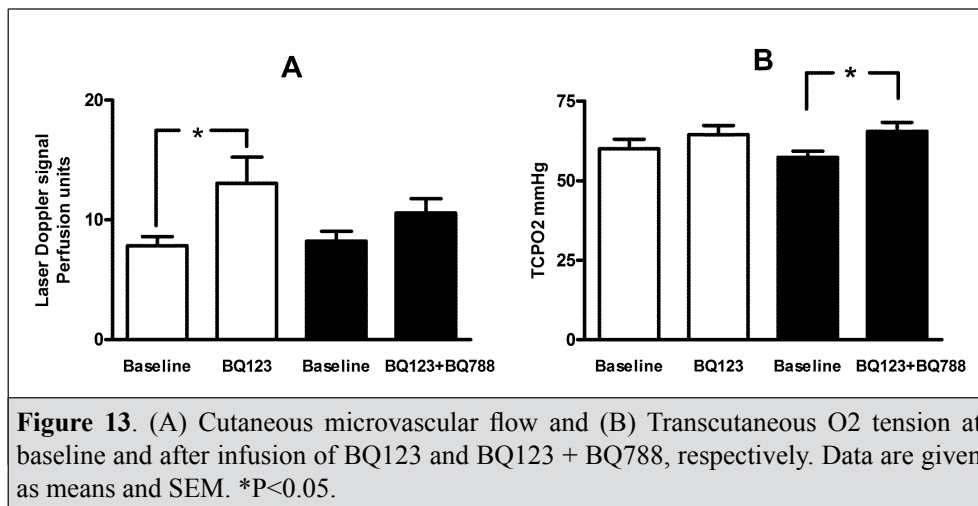 A
B
*
*
20
10
0
Laser Doppler signal
Perfusion units
Baseline BQ123 Baseline BQ123+BQ788
75
50
25
0
TCPO2 mmHg
Baseline BQ123 Baseline BQ123+BQ788
Figure 13. (A) Cutaneous microvascular flow and (B) Transcutaneous O2 tension at
baseline and after infusion of BQ123 and BQ123 + BQ788, respectively. Data are given
as means and SEM. *P<0.05.